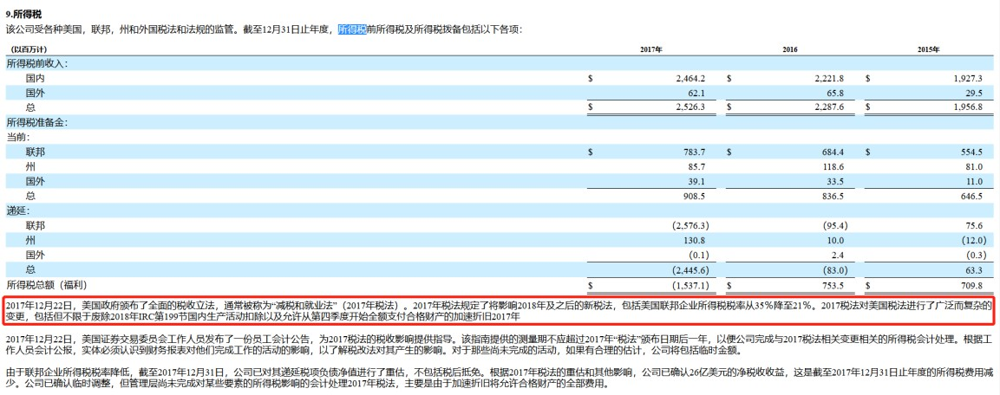 9.所得税
该公司受各种美国，联邦，州和外国税法和法规的监管。截至12月31日止年度，所得税前所得税及所得税拨备包括以下各项：
（以百万计） 2017年 2016 2015年
所得税前收入：
国内 $ 2,464.2 $ 2,221.8 $ 1,927.3
国外 62.1 65.8 29.5
总 $ 2,526.3 $ 2,287.6 $ 1,956.8
所得税准备金：
当前：
联邦 $ 783.7 $ 684.4 $ 554.5
州 85.7 118.6 81.0
国外 39.1 33.5 11.0
总 908.5 836.5 646.5
递延：
联邦 (2,576.3) (95.4) 75.6
州 130.8 10.0 (12.0)
国外 (0.1) 2.4 (0.3)
总 (2,445.6) (83.0) 63.3
所得税总额（福利） $ (1,537.1) $ 753.5 $ 709.8
2017年12月22日，美国政府颁布了全面的税收立法，通常被称为“减税和就业法”（2017年税法）。2017年税法规定了将影响2018年及之后的新税法，包括美国联邦企业所得税税率从35％降至21％。2017税法对美国税法进行了广泛而复杂的
变更，包括但不限于废除2018年IRC第199节国内生产活动扣除以及允许从第四季度开始全额支付合格财产的加速折旧2017年
2017年12月22日，美国证券交易委员会工作人员发布了一份员工会计公告，为2017税法的税收影响提供指导。该指南提供的测量期不应超过2017年“税法”颁布日期后一年，以便公司完成与2017税法相关变更相关的所得税会计处理。根据工
作人员会计公报，实体必须认识到财务报表对他们完成工作的活动的影响，以了解税改法对其产生的影响。对于那些尚未完成的活动，如果有合理的估计，公司将包括临时金额。
由于联邦企业所得税税率降低，截至2017年12月31日，公司已对其递延税项负债净值进行了重估，不包括税后抵免。根据2017年税法的重估和其他影响，公司已确认26亿美元的净税收收益，这是截至2017年12月31日止年度的所得税费用减
少。公司已确认临时调整，但管理层尚未完成对某些要素的所得税影响的会计处理2017年税法，主要是由于加速折旧将允许合格财产的全部费用。